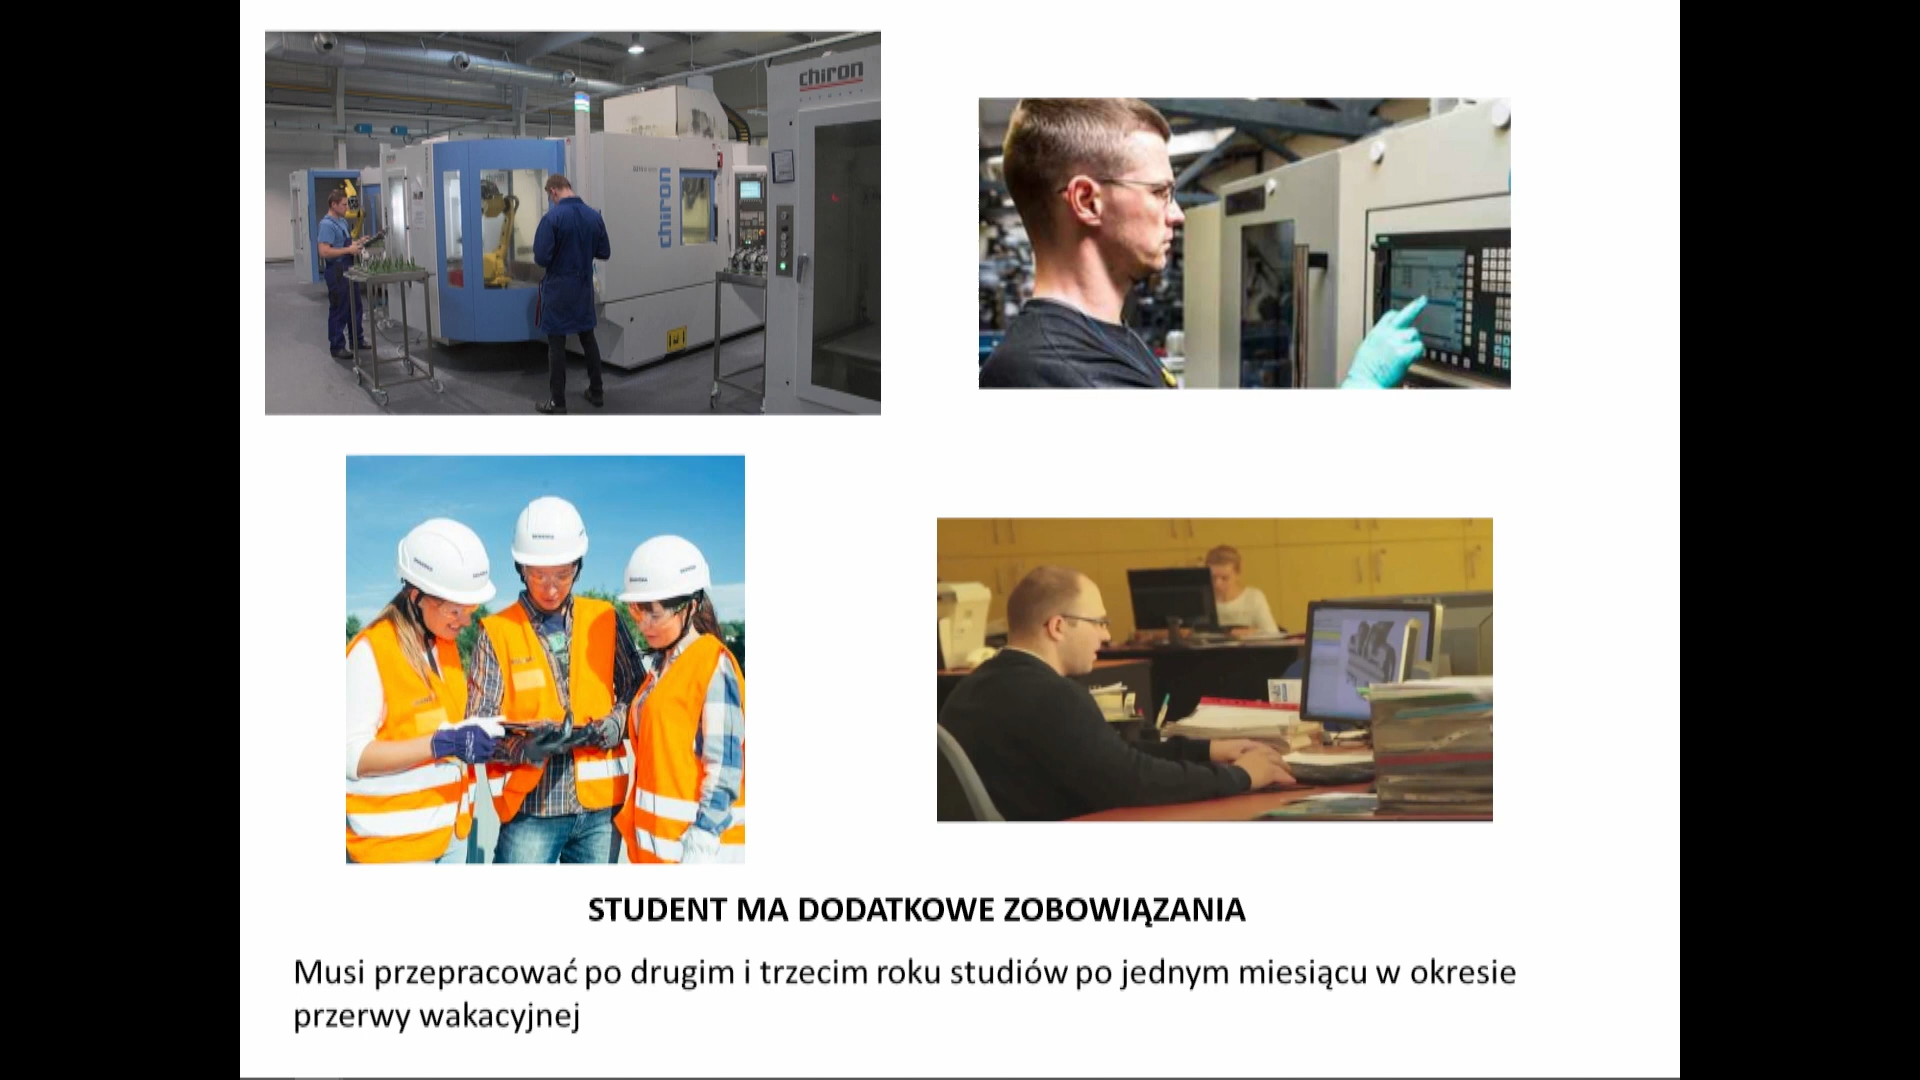 chiron
chiron
STUDENT MA DODATKOWE ZOBOWIĄZANIA
Musi przepracować po drugim i trzecim roku studiów po jednym miesiącu w okresie
przerwy wakacyjnej